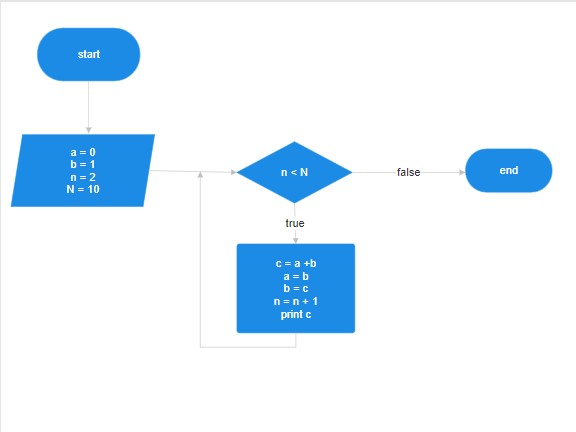 start
a = 0
b = 1
n = 2
N = 10
n < N
false
end
true
c = a +b
a = b
b = c
n = n + 1
print c